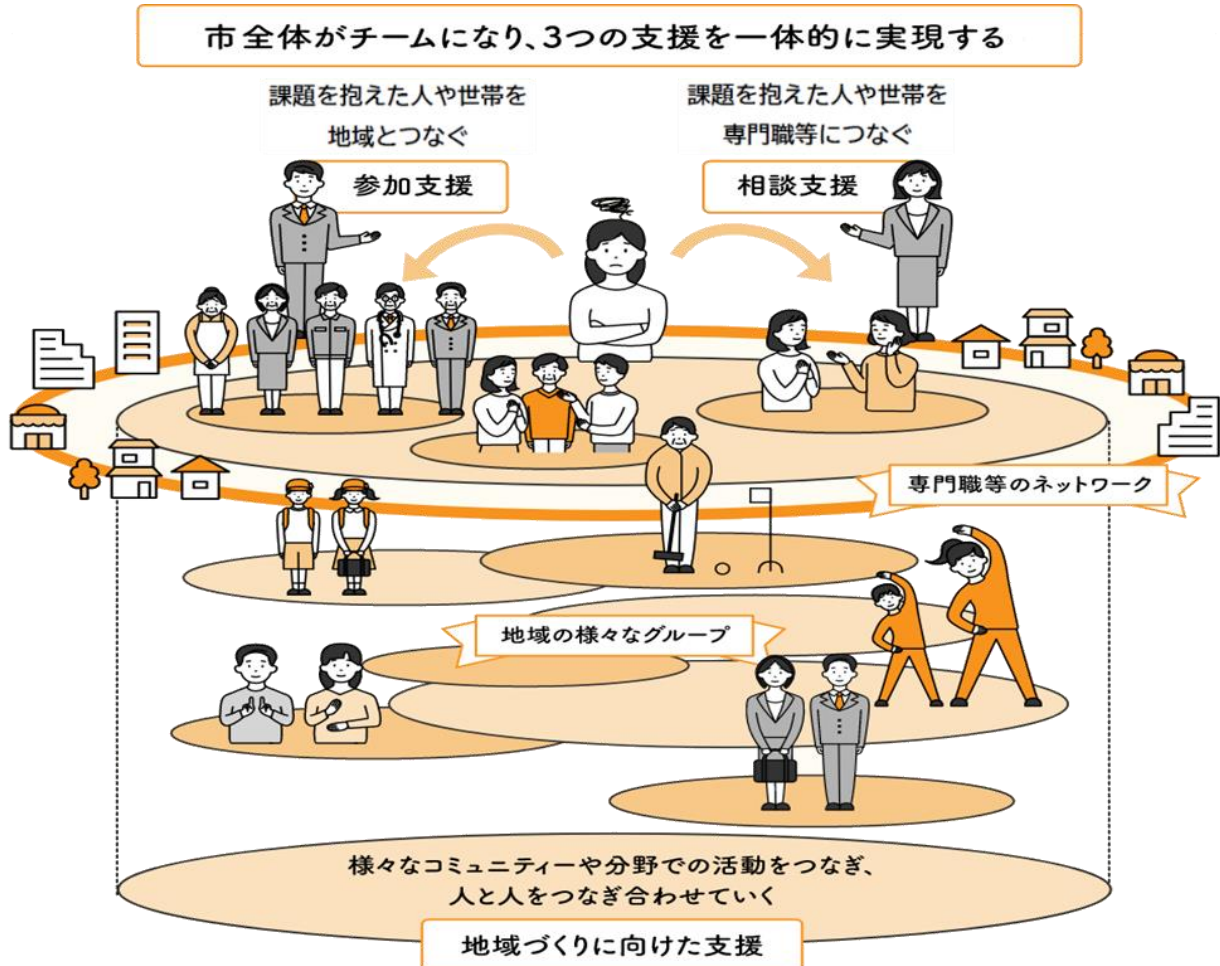 市全体がチームになり、3つの支援を一体的に実現する
課題を抱えた人や世帯を
地域とつなぐ
参加支援
課題を抱えた人や世帯を
専門職等につなぐ
相談支援
専門職等のネットワーク
地域の様々なグループ
様々なコミュニティーや分野での活動をつなぎ、
人と人をつなぎ合わせていく
地域づくりに向けた支援